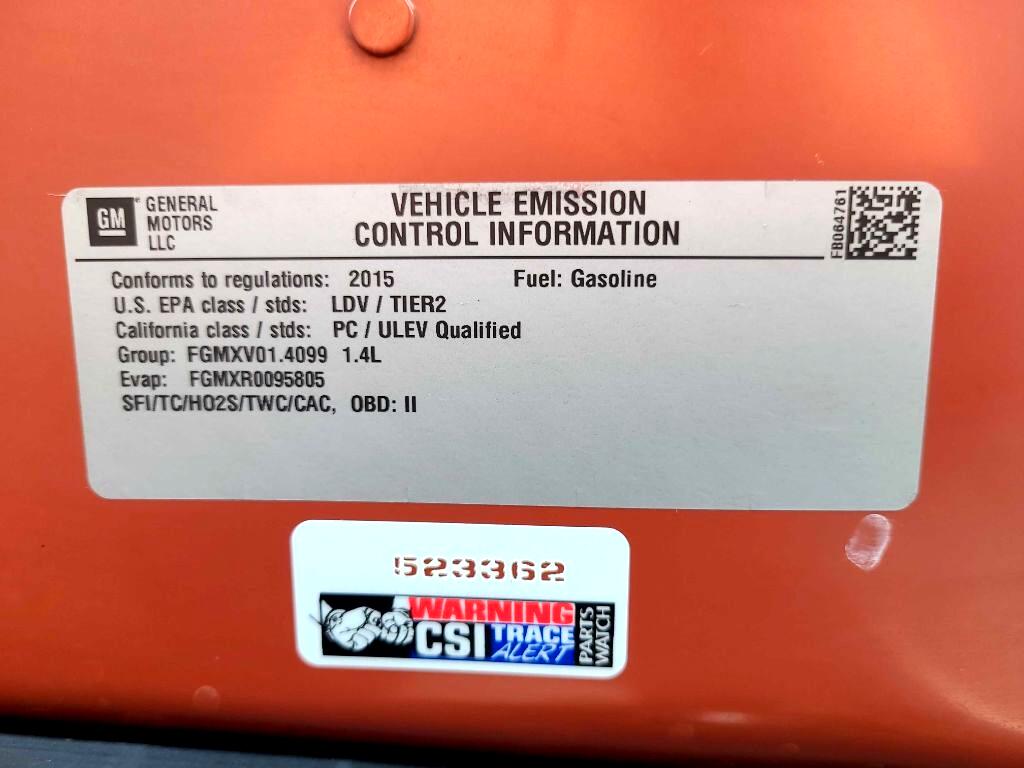 GM
GENERAL
MOTORS
LLC
VEHICLE EMISSION
CONTROL INFORMATION
FB064761
Conforms to regulations: 2015 Fuel: Gasoline
U.S. EPA class / stds: LDV / TIER2
California class / stds: PC / ULEV Qualified
Group: FGMXV01.4099 1.4L
Evap: FGMXR0095805
SFI/TC/HO2S/TWC/CAC, OBD: II
523362
WARNING
CSI TRACE
ALERT
PARTS
WATCH